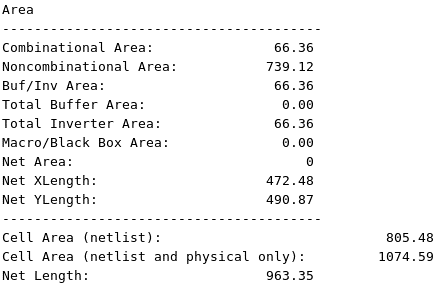 Area
----------------------------------------
Combinational Area:               66.36
Noncombinational Area:           739.12
Buf/Inv Area:                     66.36
Total Buffer Area:                 0.00
Total Inverter Area:              66.36
Macro/Black Box Area:              0.00
Net Area:                             0
Net XLength:                     472.48
Net YLength:                     490.87
----------------------------------------
Cell Area (netlist):                            805.48
Cell Area (netlist and physical only):         1074.59
Net Length:                      963.35